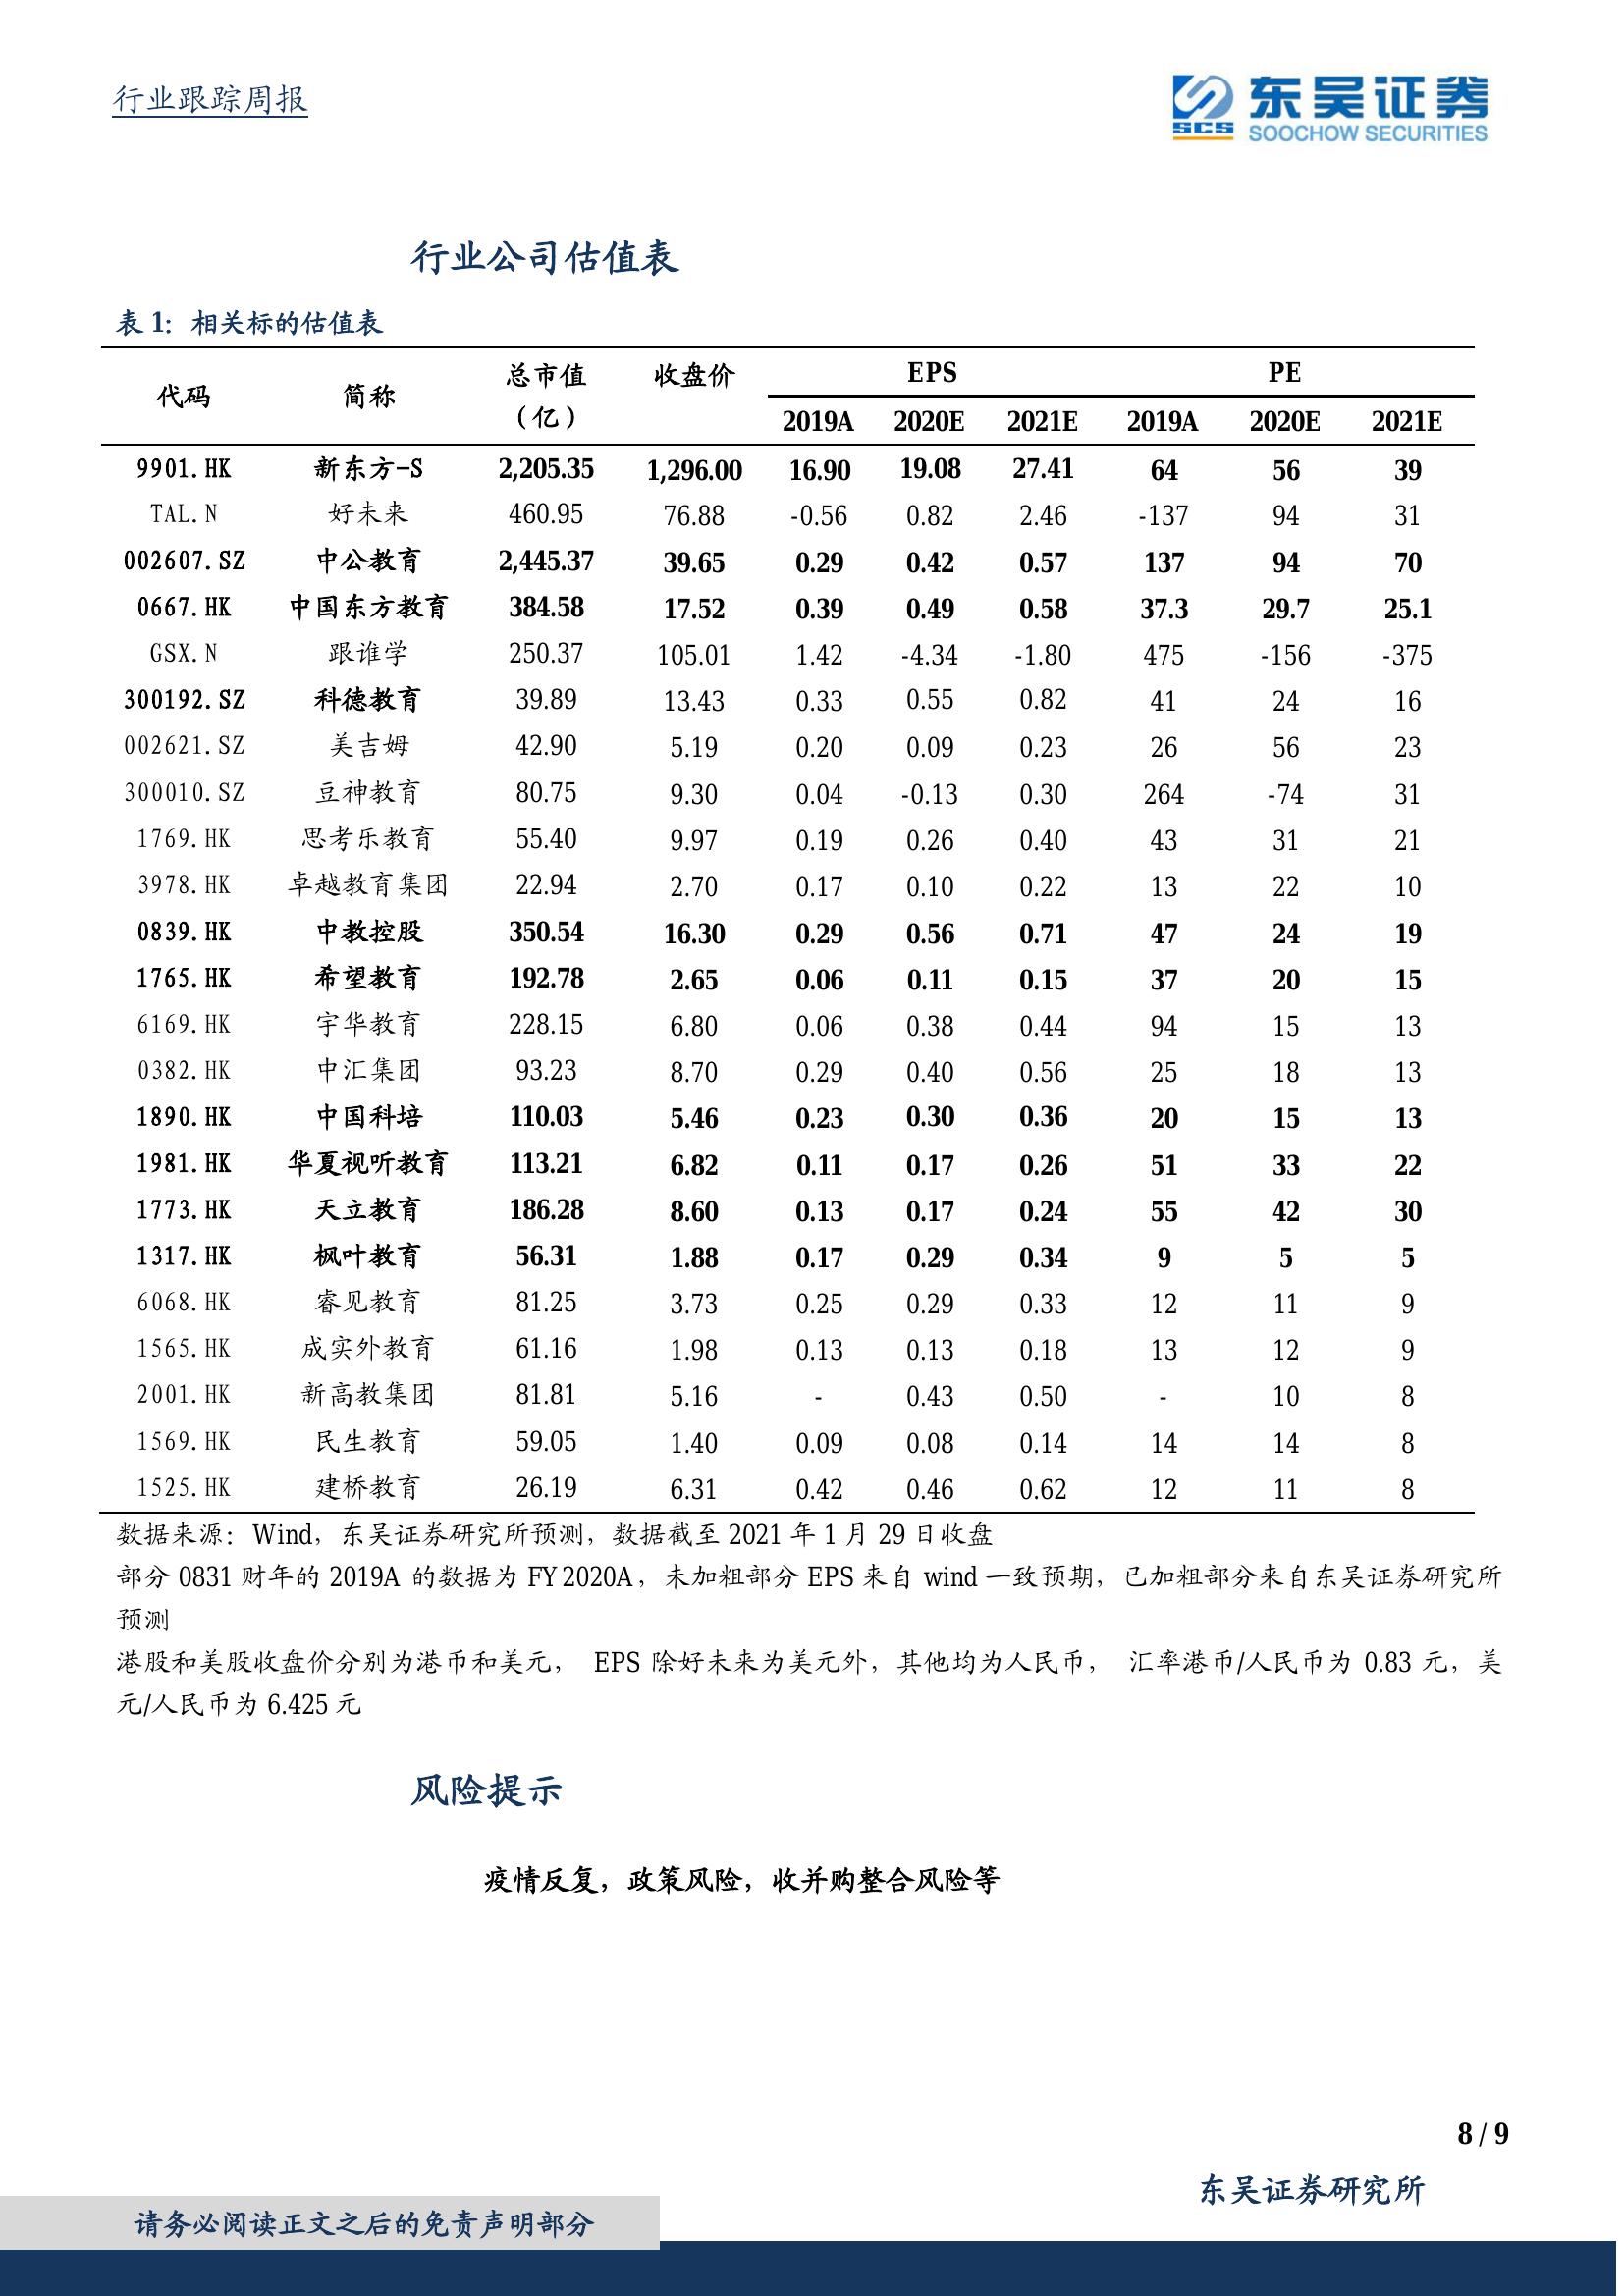 行业跟踪周报
SCS 东吴证券
SOOCHOW SECURITIES
行业公司估值表
表 1：相关标的估值表
代码 简称 总市值（亿） 收盘价 EPS PE
2019A 2020E 2021E 2019A 2020E 2021E
9901.HK 新东方-S 2,205.35 1,296.00 16.90 19.08 27.41 64 56 39
TAL.N 好未来 460.95 76.88 -0.56 0.82 2.46 -137 94 31
002607.SZ 中公教育 2,445.37 39.65 0.29 0.42 0.57 137 94 70
0667.HK 中国东方教育 384.58 17.52 0.39 0.49 0.58 37.3 29.7 25.1
GSX.N 跟谁学 250.37 105.01 1.42 -4.34 -1.80 475 -156 -375
300192.SZ 科德教育 39.89 13.43 0.33 0.55 0.82 41 24 16
002621.SZ 美吉姆 42.90 5.19 0.20 0.09 0.23 26 56 23
300010.SZ 豆神教育 80.75 9.30 0.04 -0.13 0.30 264 -74 31
1769.HK 思考乐教育 55.40 9.97 0.19 0.26 0.40 43 31 21
3978.HK 卓越教育集团 22.94 2.70 0.17 0.10 0.22 13 22 10
0839.HK 中教控股 350.54 16.30 0.29 0.56 0.71 47 24 19
1765.HK 希望教育 192.78 2.65 0.06 0.11 0.15 37 20 15
6169.HK 宇华教育 228.15 6.80 0.06 0.38 0.44 94 15 13
0382.HK 中汇集团 93.23 8.70 0.29 0.40 0.56 25 18 13
1890.HK 中国科培 110.03 5.46 0.23 0.30 0.36 20 15 13
1981.HK 华夏视听教育 113.21 6.82 0.11 0.17 0.26 51 33 22
1773.HK 天立教育 186.28 8.60 0.13 0.17 0.24 55 42 30
1317.HK 枫叶教育 56.31 1.88 0.17 0.29 0.34 9 5 5
6068.HK 睿见教育 81.25 3.73 0.25 0.29 0.33 12 11 9
1565.HK 成实外教育 61.16 1.98 0.13 0.13 0.18 13 12 9
2001.HK 新高教集团 81.81 5.16 - 0.43 0.50 - 10 8
1569.HK 民生教育 59.05 1.40 0.09 0.08 0.14 14 14 8
1525.HK 建桥教育 26.19 6.31 0.42 0.46 0.62 12 11 8
数据来源：Wind，东吴证券研究所预测，数据截至 2021 年 1 月 29 日收盘
部分 0831 财年的 2019A 的数据为 FY2020A，未加粗部分 EPS 来自 wind 一致预期，已加粗部分来自东吴证券研究所
预测
港股和美股收盘价分别为港币和美元， EPS 除好未来为美元外，其他均为人民币， 汇率港币/人民币为 0.83 元，美
元/人民币为 6.425 元
风险提示
疫情反复，政策风险，收并购整合风险等
8 / 9
东吴证券研究所
请务必阅读正文之后的免责声明部分